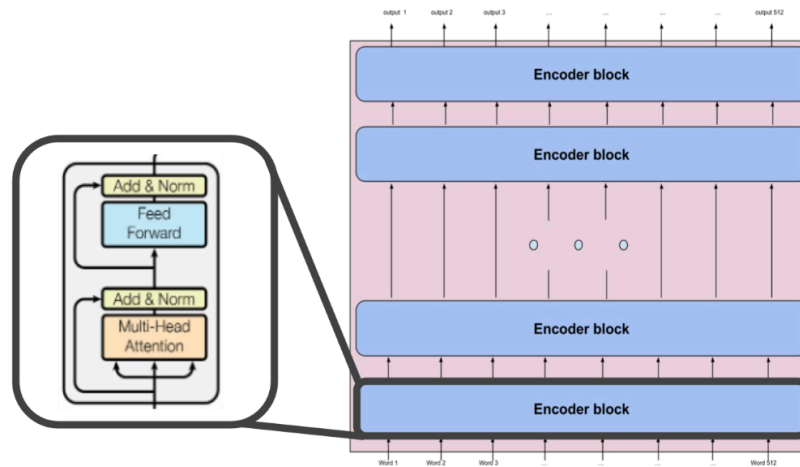 output 1 output 2 output 3 ... ... ... ... output 512
Encoder block
Encoder block
Add & Norm
Feed
Forward
Add & Norm
Multi-Head
Attention
Encoder block
Encoder block
Word 1 Word 2 Word 3 ... ... ... ... Word 512